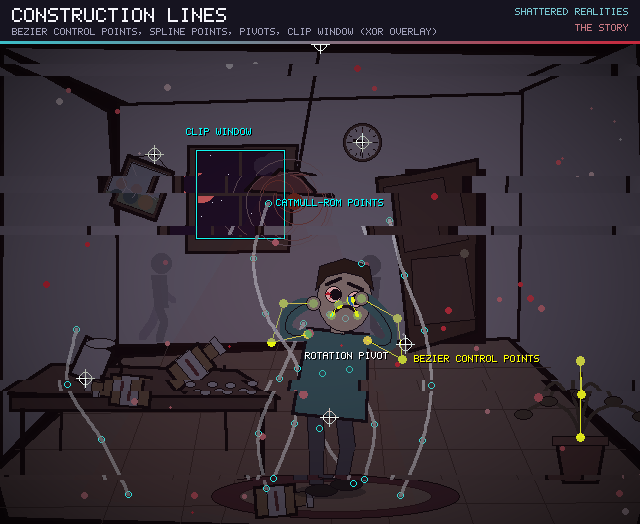 CONSTRUCTION LINES
SHATTERED REALITIES
BEZIER CONTROL POINTS, SPLINE POINTS, PIVOTS, CLIP WINDOW (XOR OVERLAY)
THE STORY
CLIP WINDOW
CATMULL-ROM POINTS
ROTATION PIVOT
BEZIER CONTROL POINTS